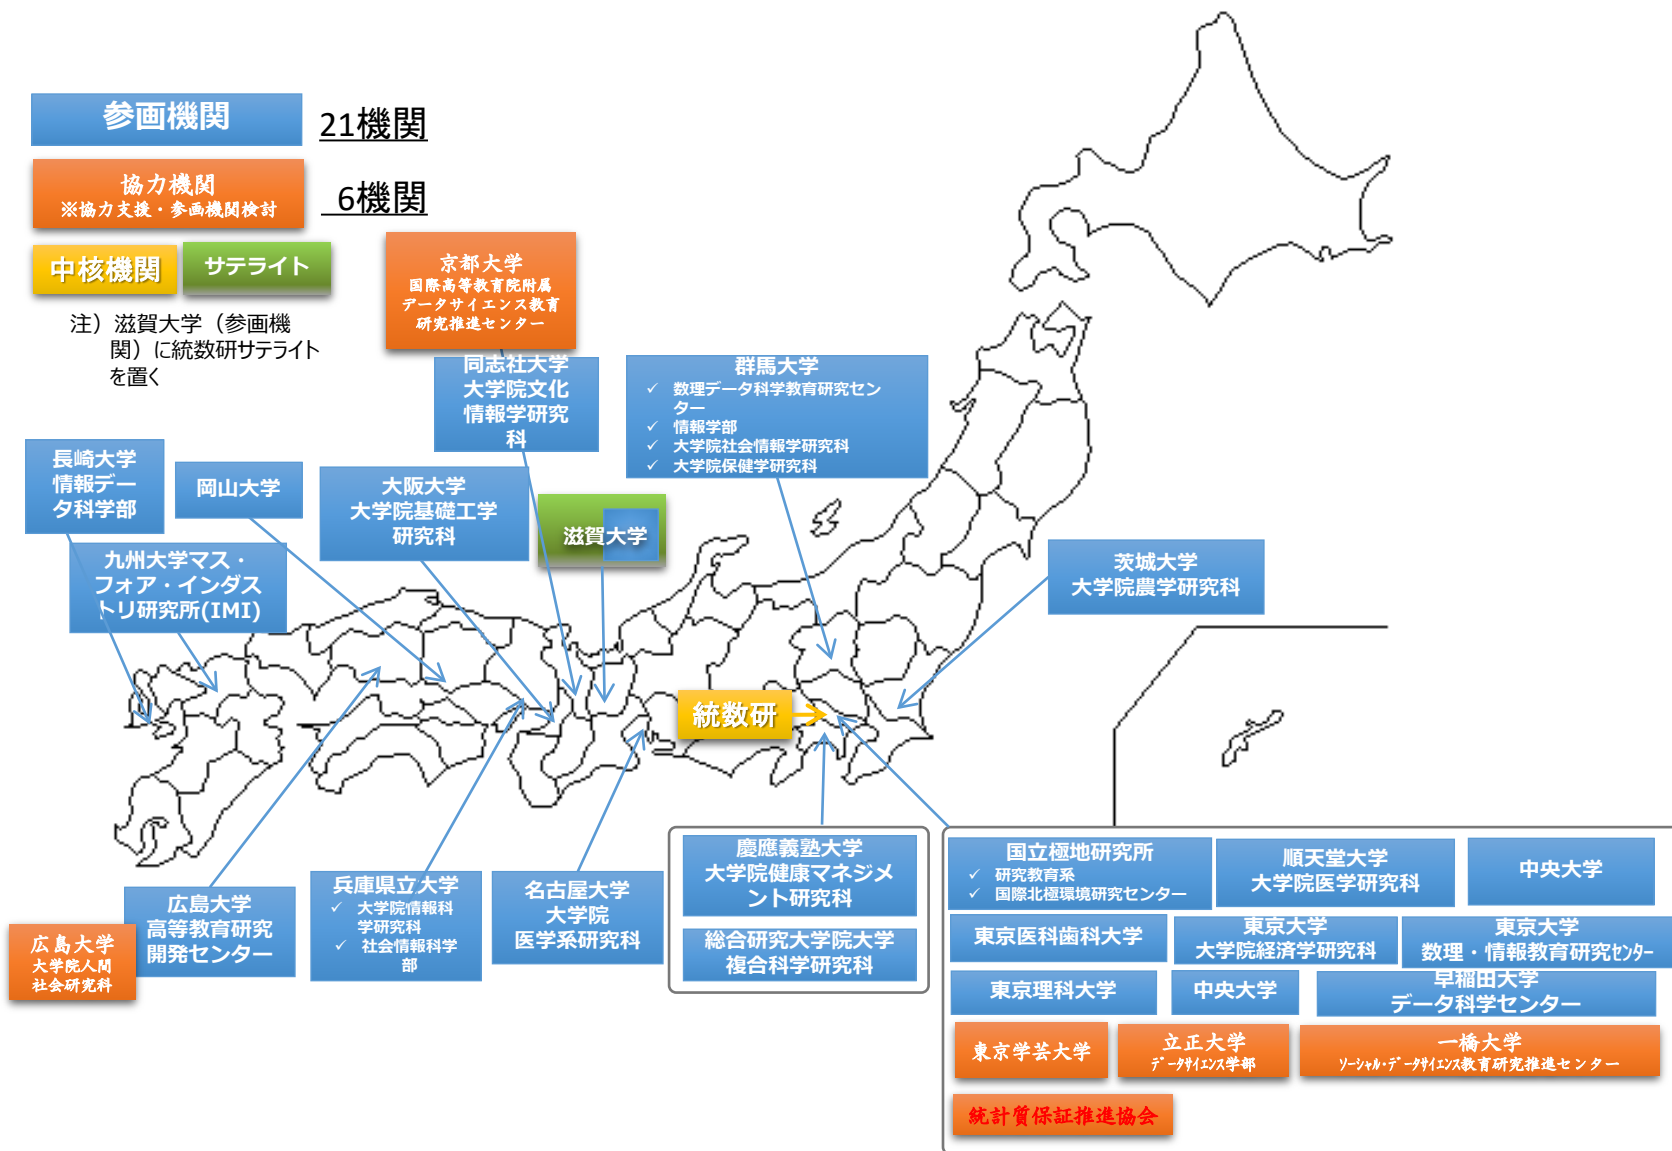 参画機関
21機関
協力機関
※協力支援・参画機関検討
6機関
中核機関
サテライト
注）滋賀大学（参画機
関）に統数研サテライト
を置く
京都大学
国際高等教育院附属
データサイエンス教育
研究推進センター
同志社大学
大学院文化
情報学研究
科
群馬大学
✓ 数理データ科学教育研究セン
ター
✓ 情報学部
✓ 大学院社会情報学研究科
✓ 大学院保健学研究科
長崎大学
情報デー
タ科学部
岡山大学
大阪大学
大学院基礎工学
研究科
滋賀大学
九州大学マス・
フォア・インダス
トリ研究所(IMI)
茨城大学
大学院農学研究科
統数研
広島大学
高等教育研究
開発センター
広島大学
大学院人間
社会研究科
兵庫県立大学
✓ 大学院情報科
学研究科
✓ 社会情報科学
部
名古屋大学
大学院
医学系研究科
慶應義塾大学
大学院健康マネジメ
ント研究科
総合研究大学院大学
複合科学研究科
国立極地研究所
✓ 研究教育系
✓ 国際北極環境研究センター
順天堂大学
大学院医学研究科
中央大学
東京医科歯科大学
東京大学
大学院経済学研究科
東京大学
数理・情報教育研究センター
東京理科大学
中央大学
早稲田大学
データ科学センター
東京学芸大学
立正大学
データサイエンス学部
一橋大学
ソーシャル・データサイエンス教育研究推進センター
統計質保証推進協会